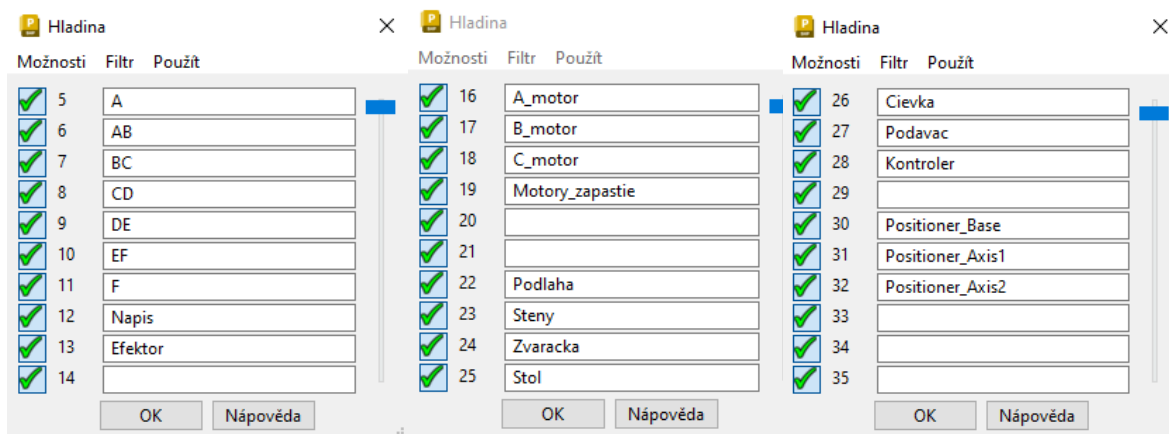 Hladina
Možnosti Filtr Použít
5 A
6 AB
7 BC
8 CD
9 DE
10 EF
11 F
12 Napis
13 Efektor
14
OK Nápověda
Hladina
Možnosti Filtr Použít
16 A_motor
17 B_motor
18 C_motor
19 Motory_zapastie
20
21
22 Podlaha
23 Steny
24 Zvaracka
25 Stol
OK Nápověda
Hladina
Možnosti Filtr Použít
26 Cievka
27 Podavac
28 Kontroler
29
30 Positioner_Base
31 Positioner_Axis1
32 Positioner_Axis2
33
34
35
OK Nápověda